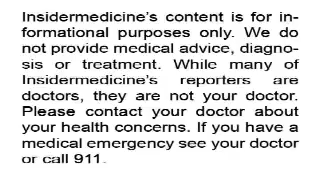 Insidermedicine's content is for in-
formational purposes only. We do
not provide medical advice, diagno-
sis or treatment. While many of
Insidermedicine's reporters are
doctors, they are not your doctor.
Please contact your doctor about
your health concerns. If you have a
medical emergency see your doctor
or call 911.